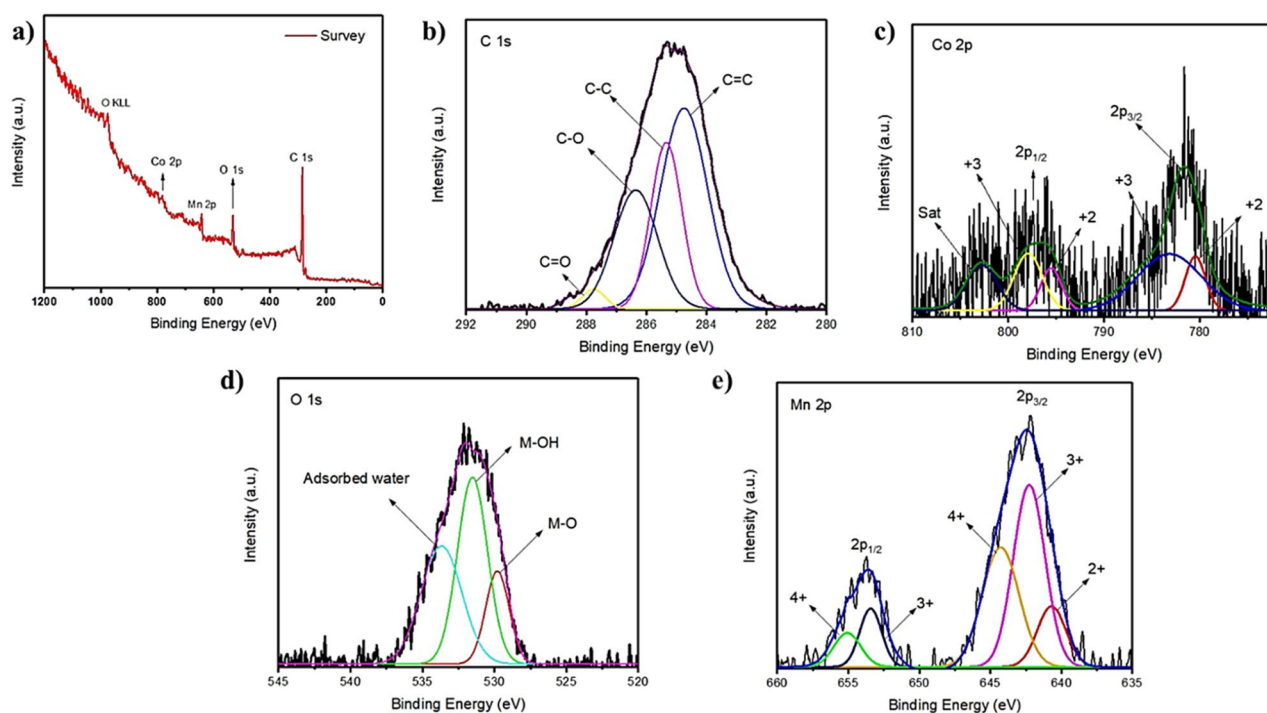 a)
Survey
O KLL
Co 2p
Mn 2p
O 1s
C 1s
Intensity (a.u.)
1200 1000 800 600 400 200 0
Binding Energy (eV)
b)
C 1s
C=C
C-C
C-O
C=O
Intensity (a.u.)
292 290 288 286 284 282 280
Binding Energy (eV)
c)
Co 2p
2p3/2
+3
2p1/2
+2
+3
+2
Sat
Intensity (a.u.)
810 800 790 780
Binding Energy (eV)
d)
O 1s
M-OH
Adsorbed water
M-O
Intensity (a.u.)
545 540 535 530 525 520
Binding Energy (eV)
e)
Mn 2p
2p3/2
3+
4+
2p1/2
2+
4+
3+
Intensity (a.u.)
660 655 650 645 640 635
Binding Energy (eV)